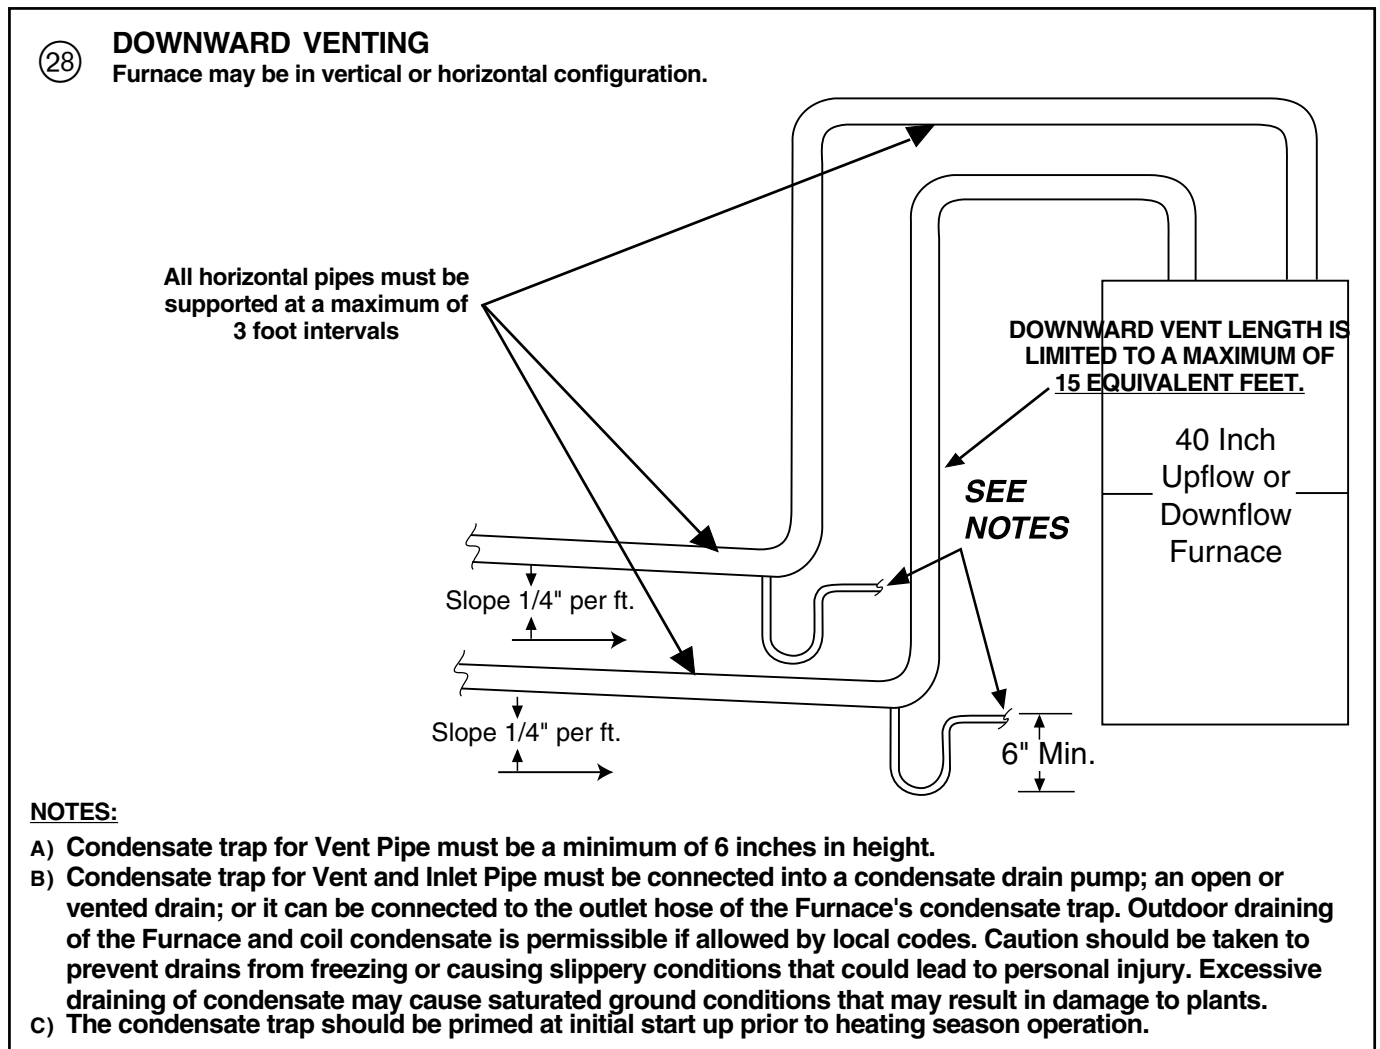 28
DOWNWARD VENTING
Furnace may be in vertical or horizontal configuration.
All horizontal pipes must be
supported at a maximum of
3 foot intervals
DOWNWARD VENT LENGTH IS
LIMITED TO A MAXIMUM OF
15 EQUIVALENT FEET.
40 Inch
Upflow or
Downflow
Furnace
SEE
NOTES
Slope 1/4" per ft.
Slope 1/4" per ft.
6" Min.
NOTES:
A) Condensate trap for Vent Pipe must be a minimum of 6 inches in height.
B) Condensate trap for Vent and Inlet Pipe must be connected into a condensate drain pump; an open or
vented drain; or it can be connected to the outlet hose of the Furnace's condensate trap. Outdoor draining
of the Furnace and coil condensate is permissible if allowed by local codes. Caution should be taken to
prevent drains from freezing or causing slippery conditions that could lead to personal injury. Excessive
draining of condensate may cause saturated ground conditions that may result in damage to plants.
C) The condensate trap should be primed at initial start up prior to heating season operation.